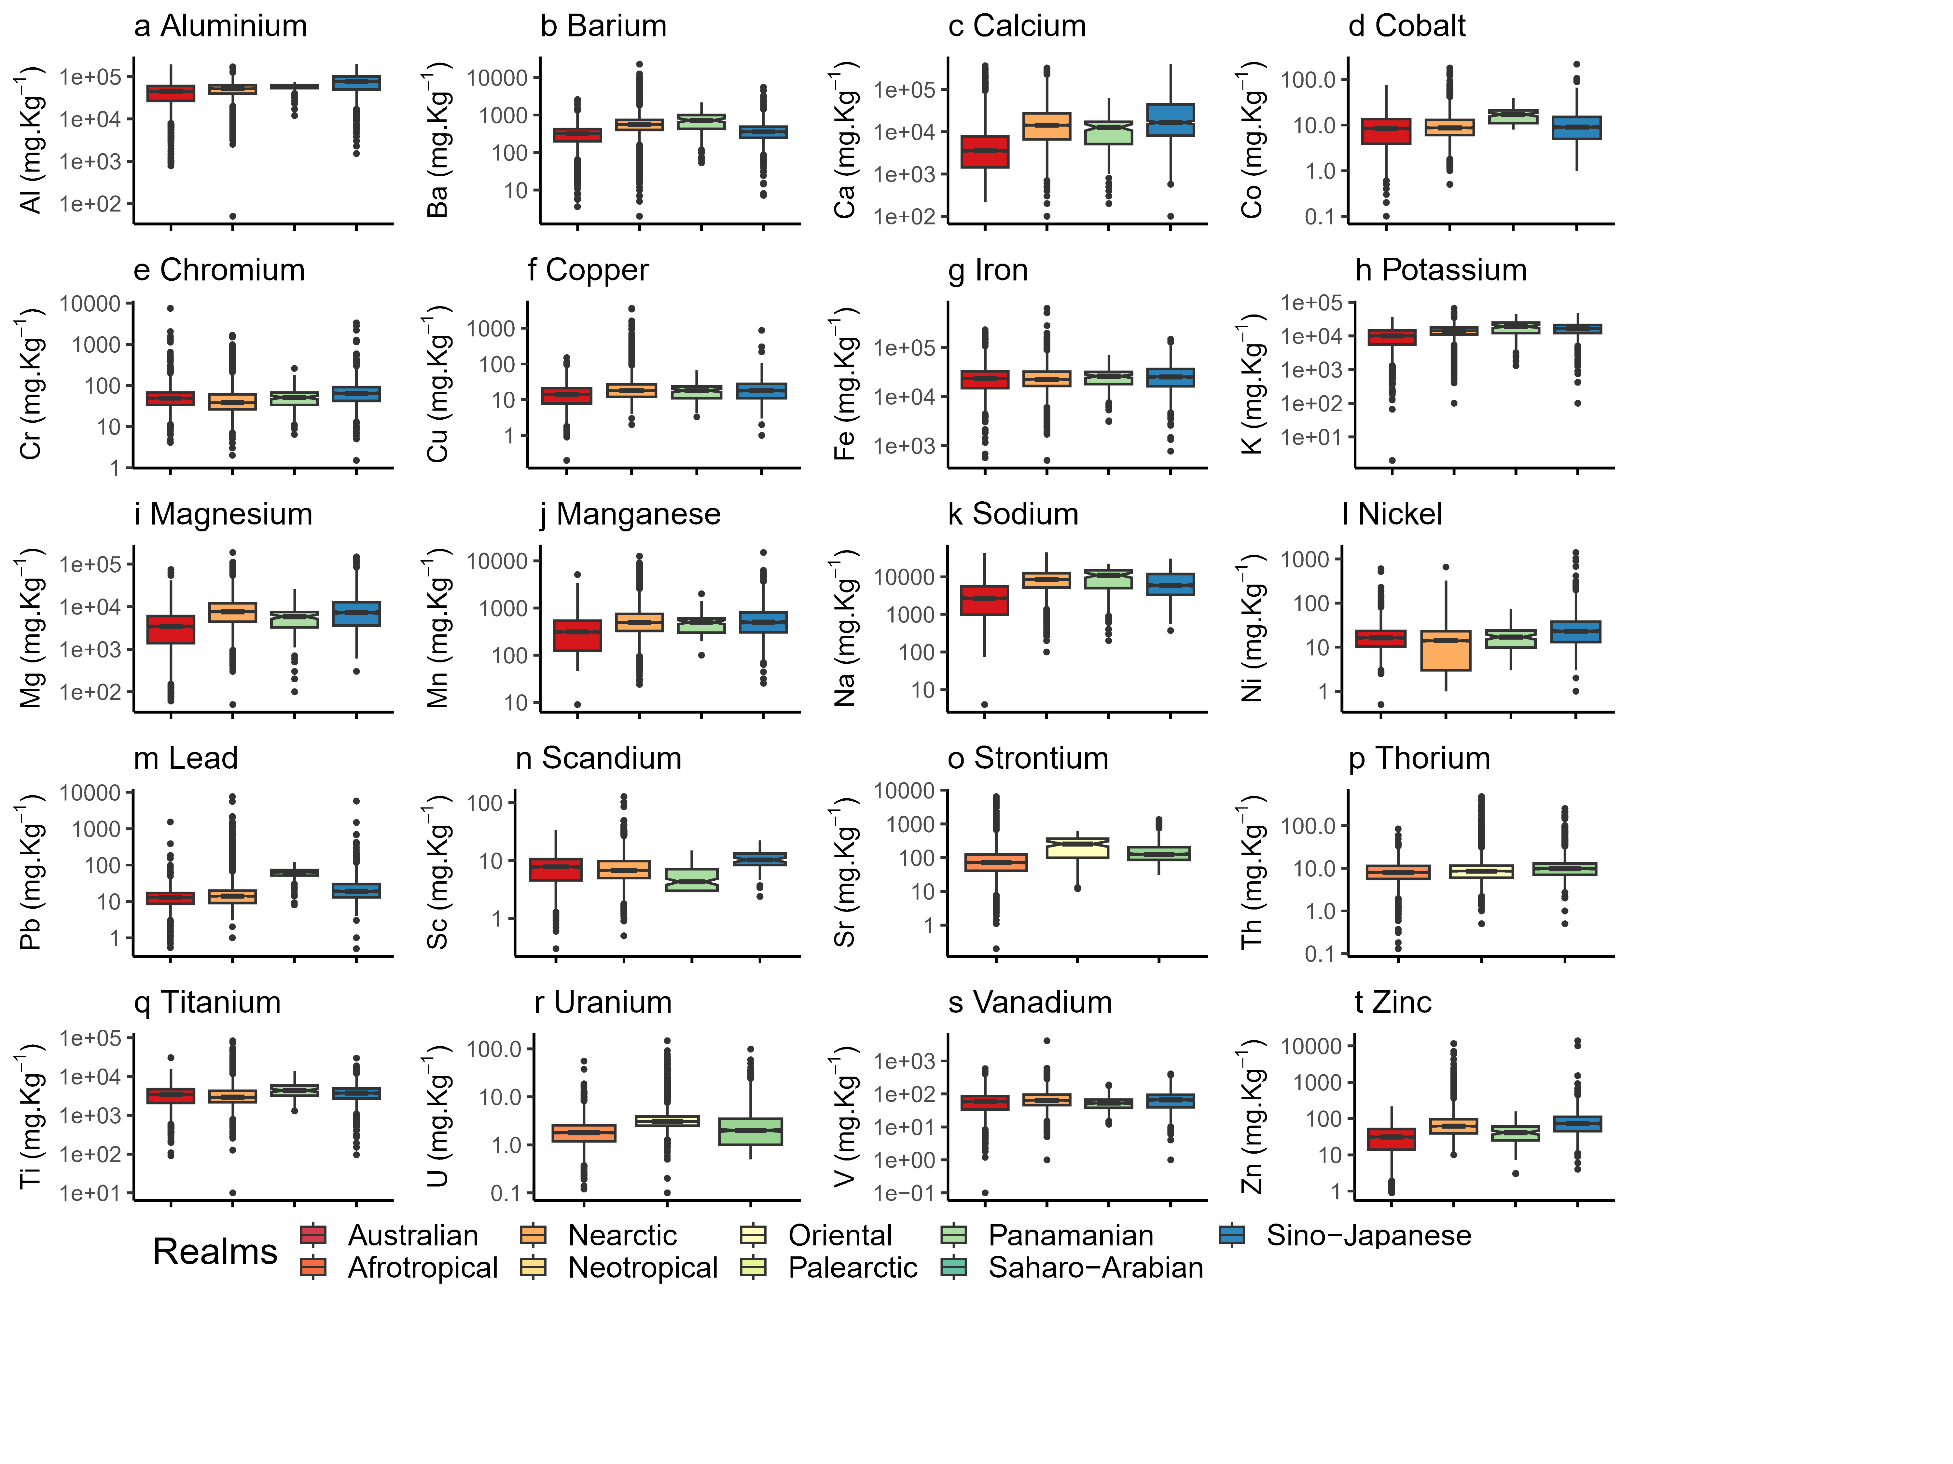 a Aluminium
b Barium
c Calcium
d Cobalt
Al (mg.Kg⁻¹)
1e+05
1e+04
1e+03
1e+02
Ba (mg.Kg⁻¹)
10000
1000
100
10
Ca (mg.Kg⁻¹)
1e+05
1e+04
1e+03
1e+02
Co (mg.Kg⁻¹)
100.0
10.0
1.0
0.1
e Chromium
f Copper
g Iron
h Potassium
Cr (mg.Kg⁻¹)
10000
1000
100
10
1
Cu (mg.Kg⁻¹)
1000
100
10
1
Fe (mg.Kg⁻¹)
1e+05
1e+04
1e+03
K (mg.Kg⁻¹)
1e+05
1e+04
1e+03
1e+02
1e+01
i Magnesium
j Manganese
k Sodium
l Nickel
Mg (mg.Kg⁻¹)
1e+05
1e+04
1e+03
1e+02
Mn (mg.Kg⁻¹)
10000
1000
100
10
Na (mg.Kg⁻¹)
10000
1000
100
10
Ni (mg.Kg⁻¹)
1000
100
10
1
m Lead
n Scandium
o Strontium
p Thorium
Pb (mg.Kg⁻¹)
10000
1000
100
10
1
Sc (mg.Kg⁻¹)
100
10
1
Sr (mg.Kg⁻¹)
10000
1000
100
10
1
Th (mg.Kg⁻¹)
100.0
10.0
1.0
0.1
q Titanium
r Uranium
s Vanadium
t Zinc
Ti (mg.Kg⁻¹)
1e+05
1e+04
1e+03
1e+02
1e+01
U (mg.Kg⁻¹)
100.0
10.0
1.0
0.1
V (mg.Kg⁻¹)
1e+03
1e+02
1e+01
1e+00
1e−01
Zn (mg.Kg⁻¹)
10000
1000
100
10
1
Realms
Australian
Nearctic
Oriental
Panamanian
Sino−Japanese
Afrotropical
Neotropical
Palearctic
Saharo−Arabian